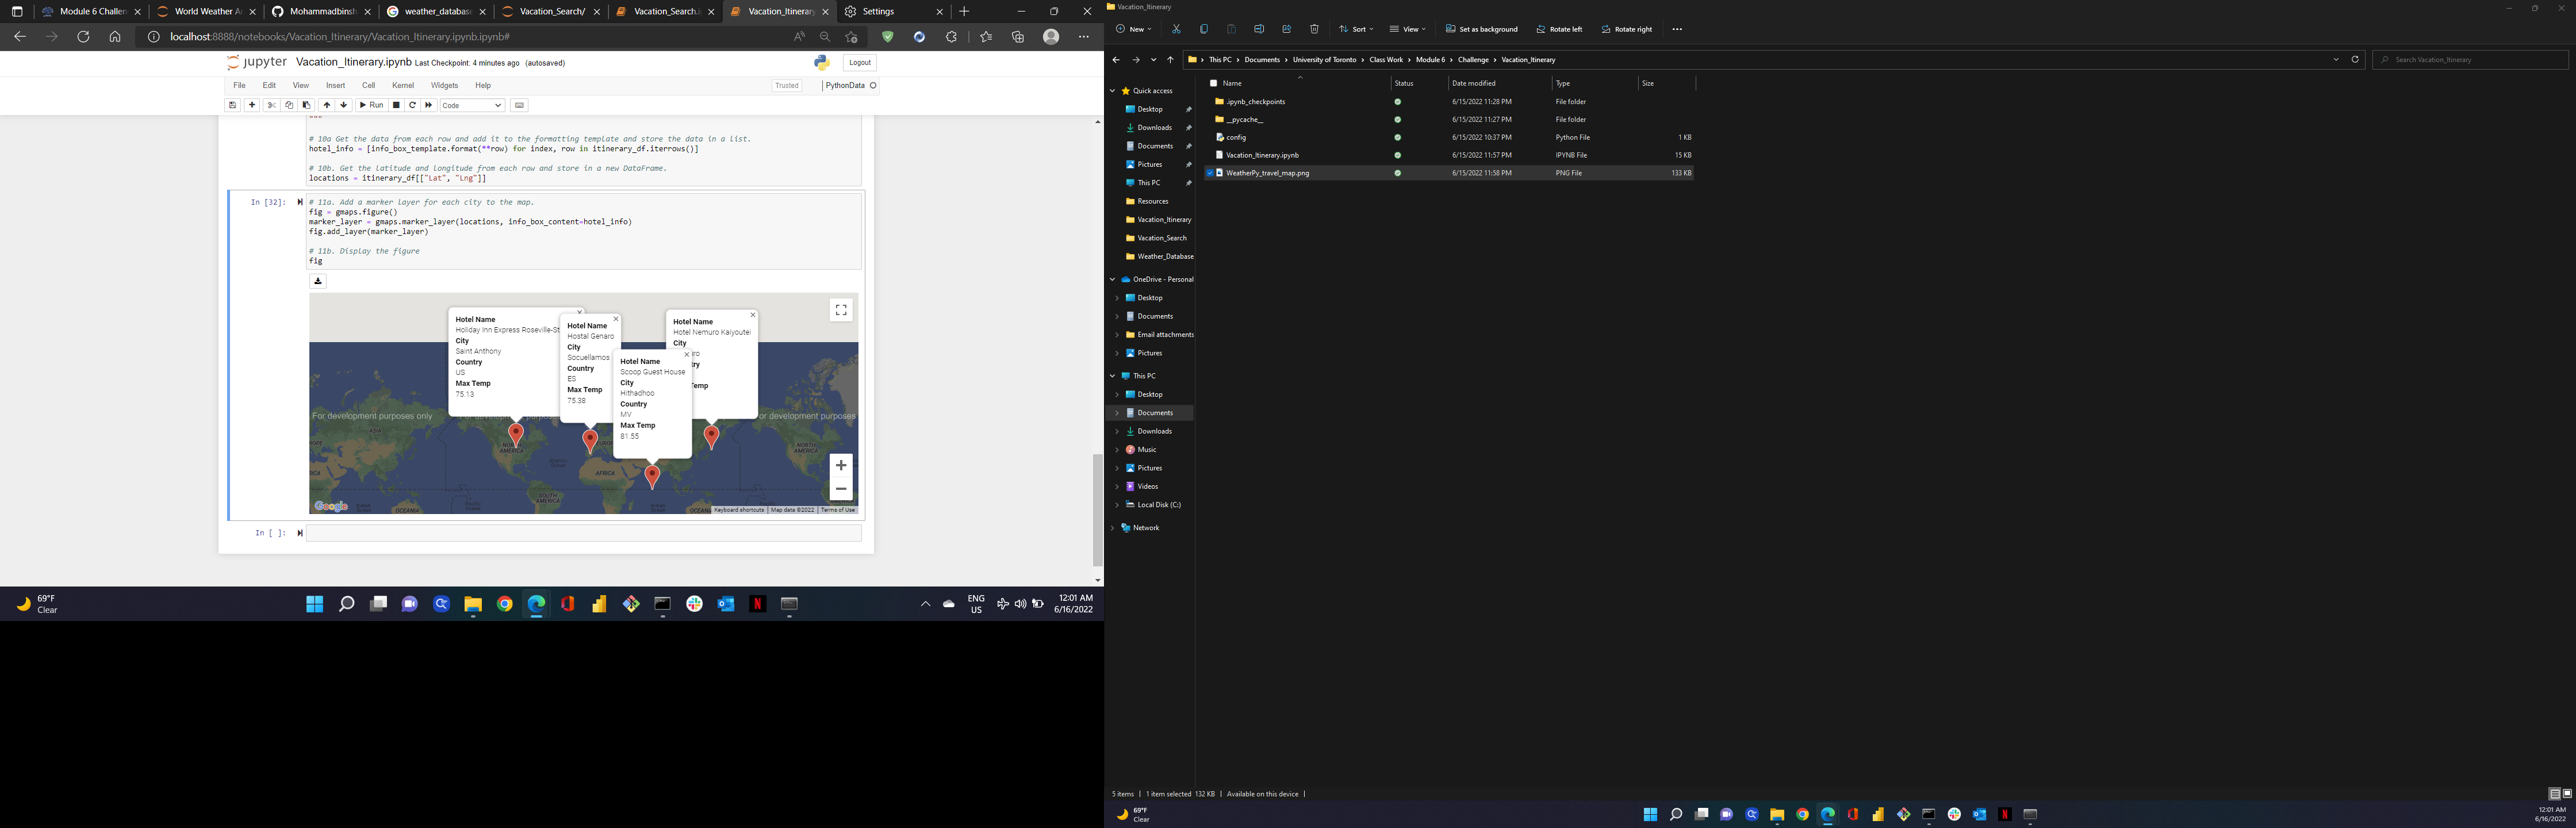 Module 6 Challen
World Weather A
Mohammadbinsh
weather_database
Vacation_Search/
Vacation_Search.i
Vacation_Itinerary
Settings
localhost:8888/notebooks/Vacation_Itinerary/Vacation_Itinerary.ipynb.ipynb#
jupyter Vacation_Itinerary.ipynb Last Checkpoint: 4 minutes ago (autosaved)
Logout
File Edit View Insert Cell Kernel Widgets Help
Trusted
PythonData
Run
Code
"""
# 10a Get the data from each row and add it to the formatting template and store the data in a list.
hotel_info = [info_box_template.format(**row) for index, row in itinerary_df.iterrows()]
# 10b. Get the latitude and longitude from each row and store in a new DataFrame.
locations = itinerary_df[["Lat", "Lng"]]
In [32]:
# 11a. Add a marker layer for each city to the map.
fig = gmaps.figure()
marker_layer = gmaps.marker_layer(locations, info_box_content=hotel_info)
fig.add_layer(marker_layer)
# 11b. Display the figure
fig
Hotel Name
Holiday Inn Express Roseville-St
City
Saint Anthony
Country
US
Max Temp
75.13
Hotel Name
Hostal Genaro
City
Socuellamos
Country
ES
Max Temp
75.38
Hotel Name
Scoop Guest House
City
Hithadhoo
Country
MV
Max Temp
81.55
Hotel Name
Hotel Nemuro Kaiyoutei
City
ro
ry
Temp
For development purposes only
or development purposes
ASIA
NORTH
AMERICA
AFRICA
SOUTH
AMERICA
NORTH
AMERICA
OCEANIA
Google
Keyboard shortcuts
Map data ©2022
Terms of Use
In [ ]:
69°F
Clear
ENG
US
12:01 AM
6/16/2022
Vacation_Itinerary
New
Sort
View
Set as background
Rotate left
Rotate right
This PC > Documents > University of Toronto > Class Work > Module 6 > Challenge > Vacation_Itinerary
Search Vacation_Itinerary
Name Status Date modified Type Size
.ipynb_checkpoints 6/15/2022 11:28 PM File folder
__pycache__ 6/15/2022 11:27 PM File folder
config 6/15/2022 10:37 PM Python File 1 KB
Vacation_Itinerary.ipynb 6/15/2022 11:57 PM IPYNB File 15 KB
WeatherPy_travel_map.png 6/15/2022 11:58 PM PNG File 133 KB
Quick access
Desktop
Downloads
Documents
Pictures
This PC
Resources
Vacation_Itinerary
Vacation_Search
Weather_Database
OneDrive - Personal
Desktop
Documents
Email attachments
Pictures
This PC
Desktop
Documents
Downloads
Music
Pictures
Videos
Local Disk (C:)
Network
5 items
1 item selected 132 KB
Available on this device
69°F
Clear
12:01 AM
6/16/2022